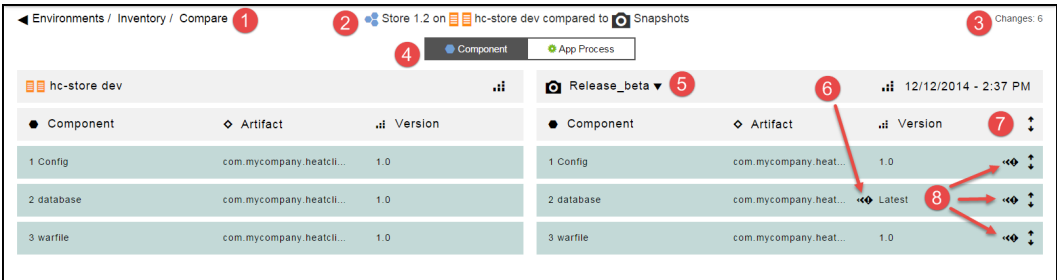 Environments / Inventory / Compare 1
2 Store 1.2 on hc-store dev compared to Snapshots
3 Changes: 6
4 Component App Process
hc-store dev
Release_beta 5 12/12/2014 - 2:37 PM
6
Component Artifact Version
Component Artifact Version 7
1 Config com.mycompany.heatcli... 1.0
1 Config com.mycompany.heat... 1.0
2 database com.mycompany.heatcli... 1.0
2 database com.mycompany.heat... Latest 8
3 warfile com.mycompany.heatcli... 1.0
3 warfile com.mycompany.heat... 1.0